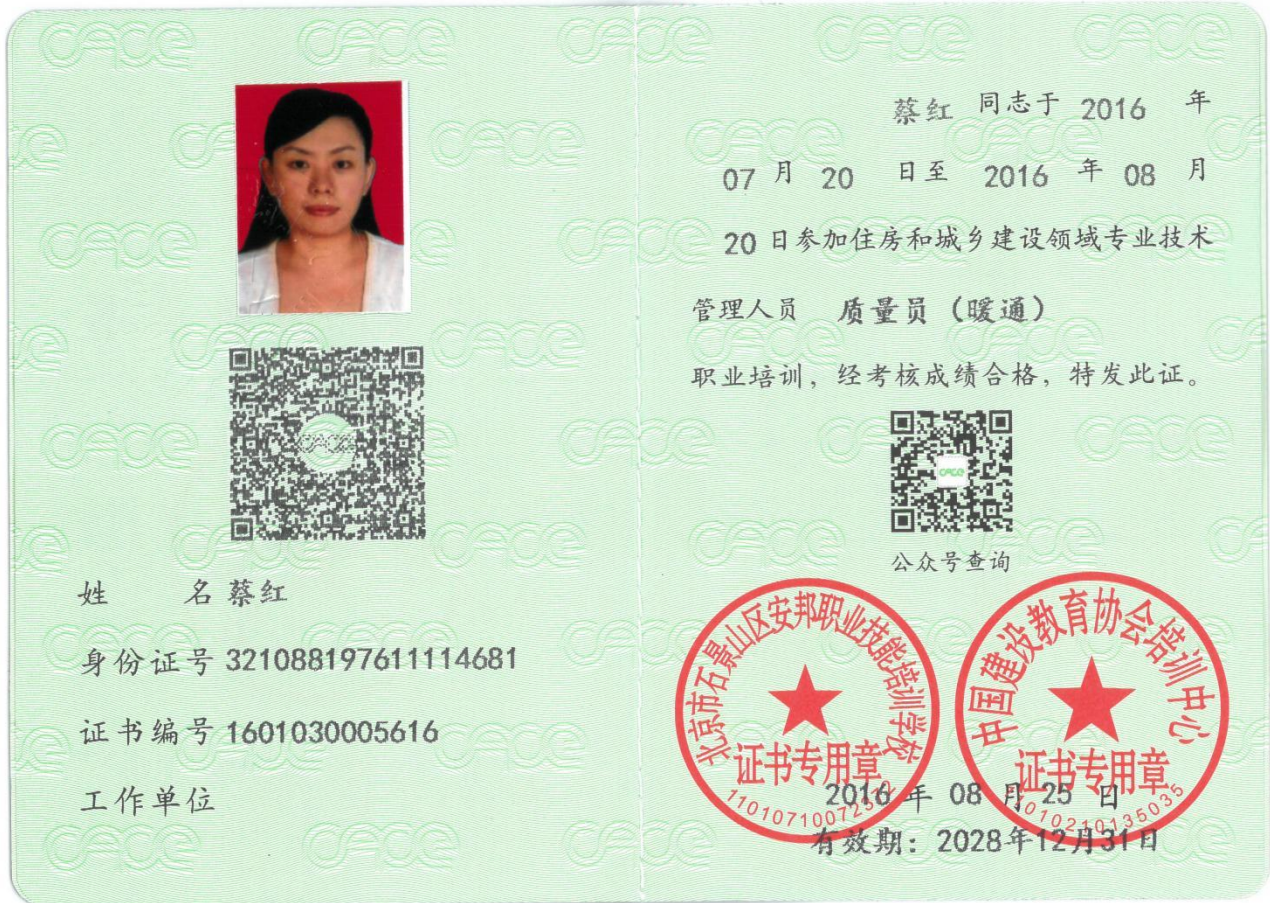 姓 名 蔡红
身份证号 321088197611114681
证书编号 1601030005616
工作单位
蔡红 同志于 2016 年
07 月 20 日至 2016 年 08 月
20 日参加住房和城乡建设领域专业技术
管理人员 质量员（暖通）
职业培训，经考核成绩合格，特发此证。
公众号查询
北京市石景山区安邦职业技能培训学校
证书专用章
中国建设教育协会培训中心
证书专用章
2016 年 08 月 25 日
有效期：2028年12月31日